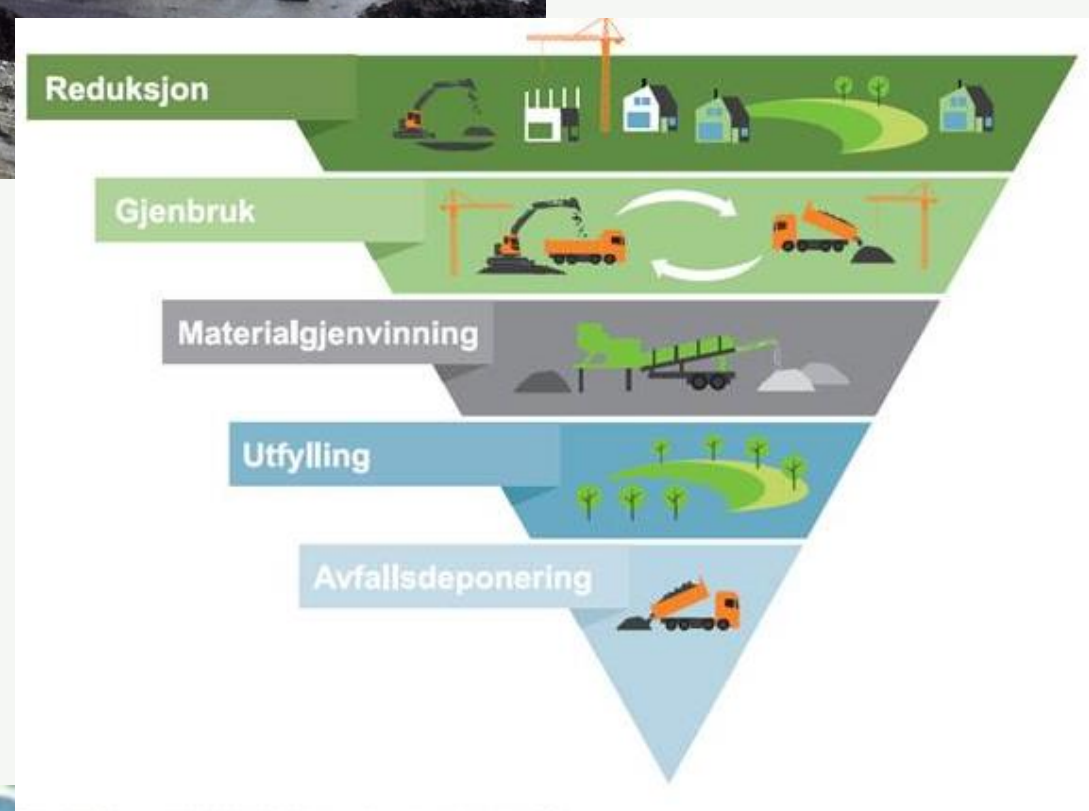 Reduksjon
Gjenbruk
Materialgjenvinning
Utfylling
Avfallsdeponering